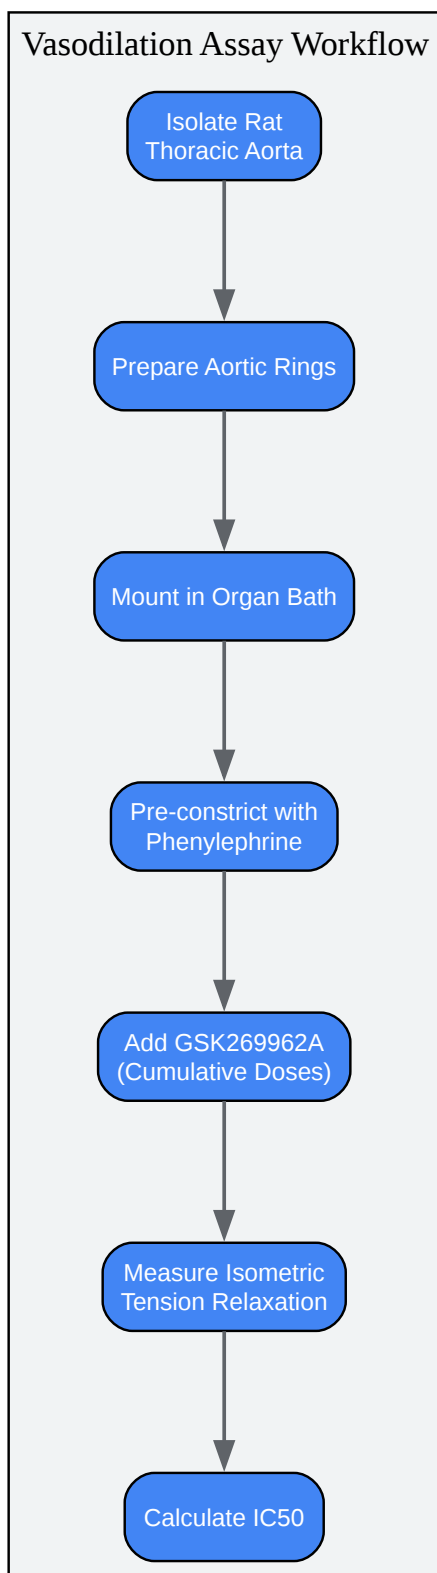 Vasodilation Assay Workflow
Isolate Rat
Thoracic Aorta
Prepare Aortic Rings
Mount in Organ Bath
Pre-constrict with
Phenylephrine
Add GSK269962A
(Cumulative Doses)
Measure Isometric
Tension Relaxation
Calculate IC50